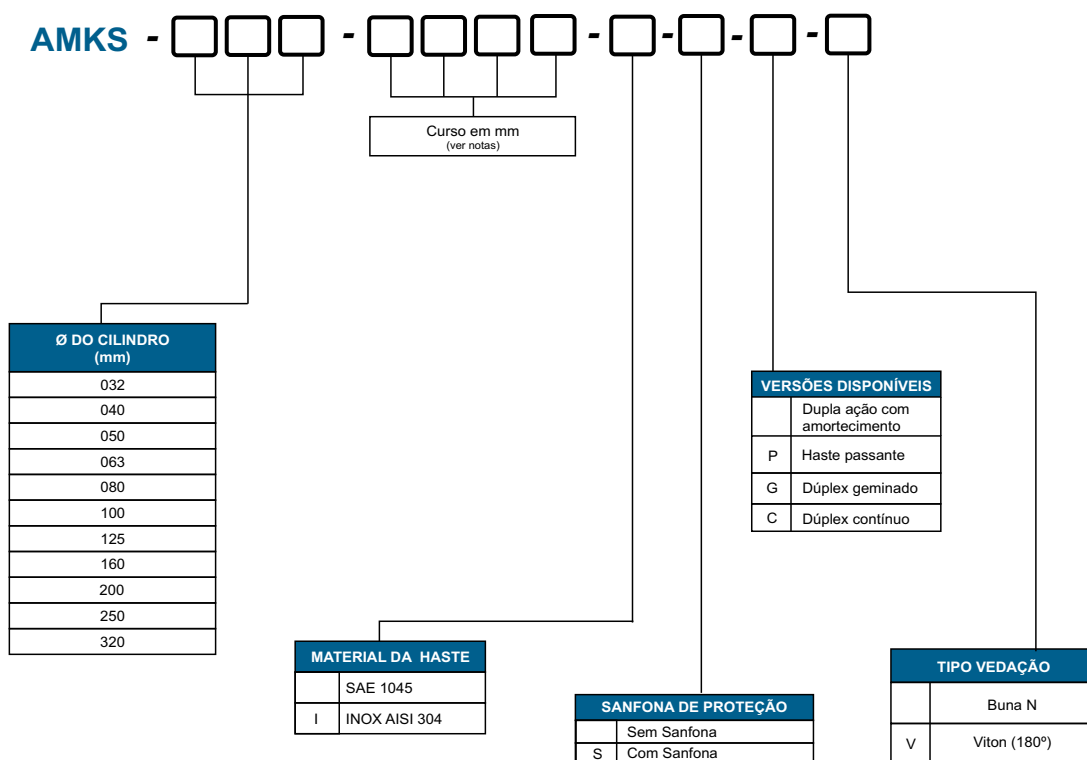 AMKS - - - - - -
Curso em mm
(ver notas)
Ø DO CILINDRO
(mm)
032
040
050
063
080
100
125
160
200
250
320
VERSÕES DISPONÍVEIS
Dupla ação com
amortecimento
P Haste passante
G Dúplex geminado
C Dúplex contínuo
MATERIAL DA HASTE
SAE 1045
I INOX AISI 304
SANFONA DE PROTEÇÃO
Sem Sanfona
S Com Sanfona
TIPO VEDAÇÃO
Buna N
V Viton (180º)